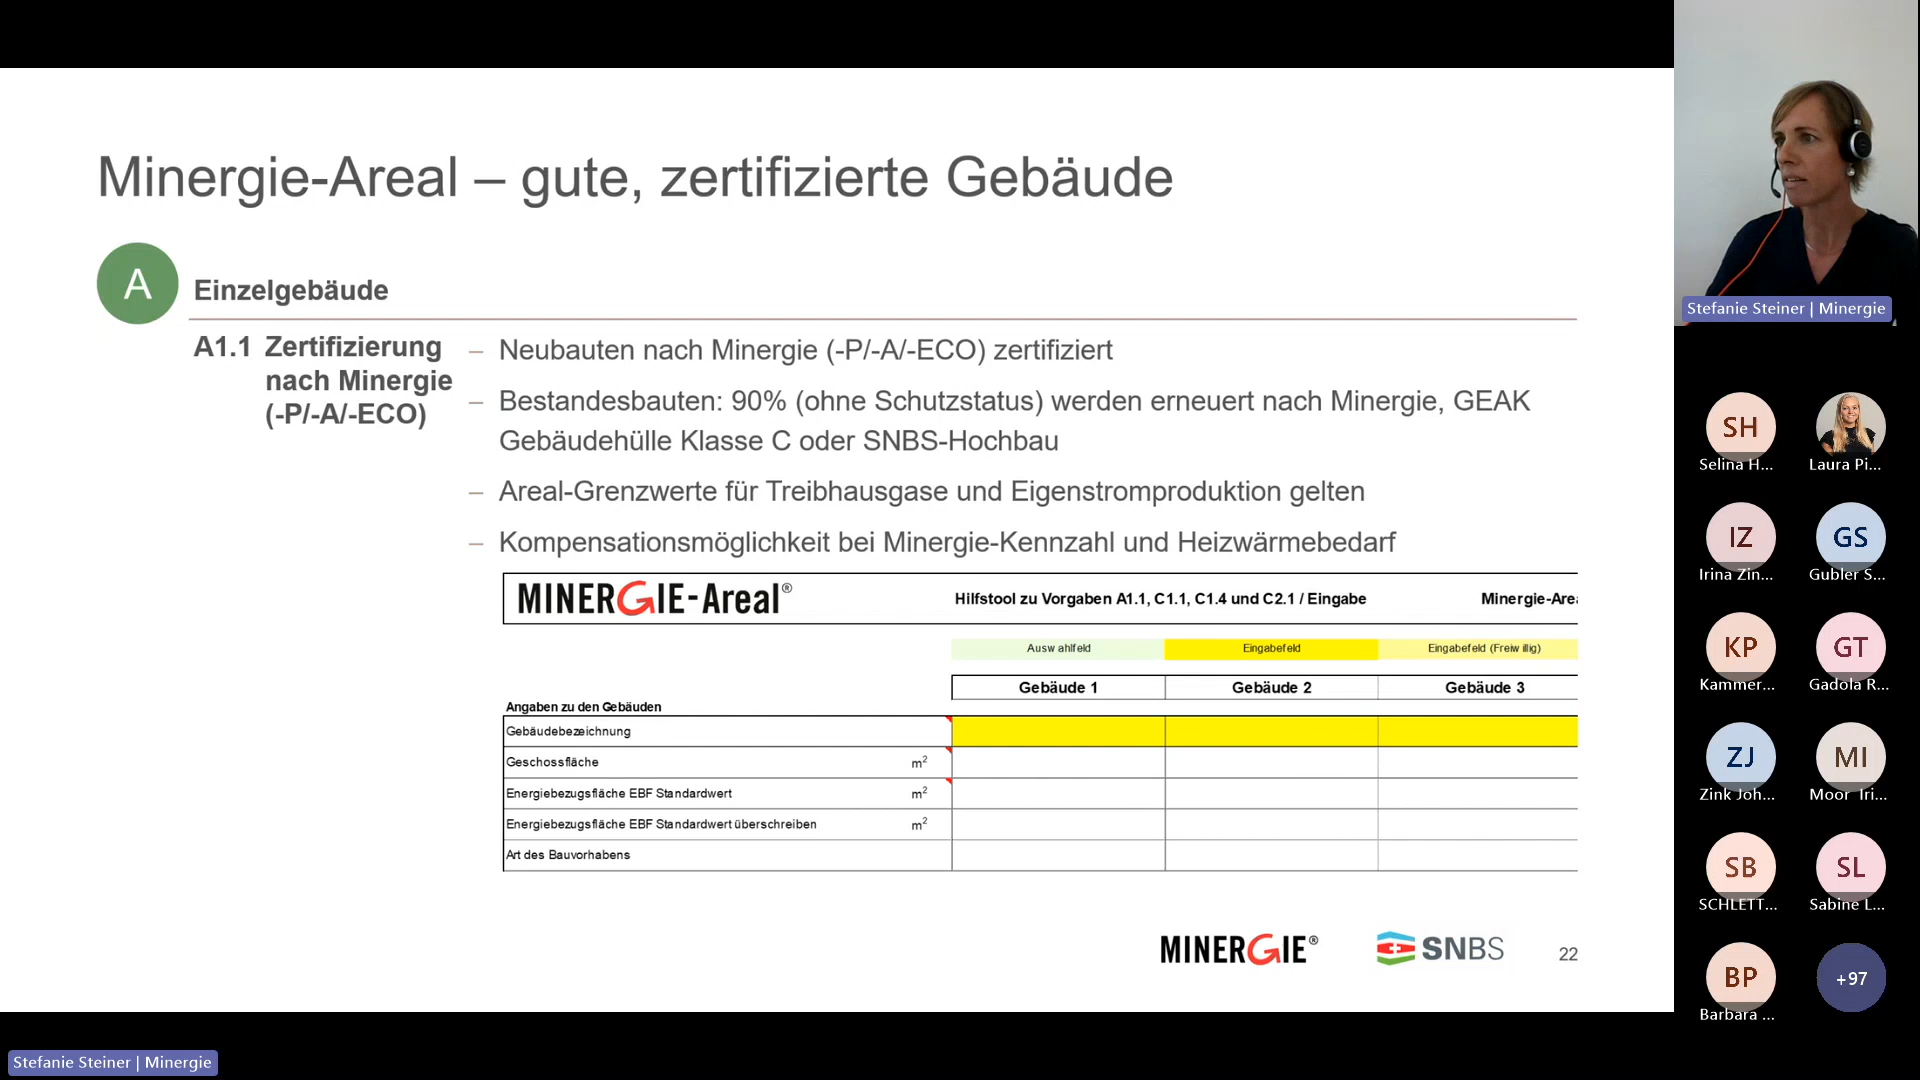 Minergie-Areal – gute, zertifizierte Gebäude
A
Einzelgebäude
A1.1 Zertifizierung
nach Minergie
(-P/-A/-ECO)
– Neubauten nach Minergie (-P/-A/-ECO) zertifiziert
– Bestandesbauten: 90% (ohne Schutzstatus) werden erneuert nach Minergie, GEAK
Gebäudehülle Klasse C oder SNBS-Hochbau
– Areal-Grenzwerte für Treibhausgase und Eigenstromproduktion gelten
– Kompensationsmöglichkeit bei Minergie-Kennzahl und Heizwärmebedarf
MINERGIE-Areal® Hilfstool zu Vorgaben A1.1, C1.1, C1.4 und C2.1 / Eingabe Minergie-Area
Auswahlfeld Eingabefeld Eingabefeld (Freiwillig)
Gebäude 1 Gebäude 2 Gebäude 3
Angaben zu den Gebäuden
Gebäudebezeichnung
Geschossfläche m²
Energiebezugsfläche EBF Standardwert m²
Energiebezugsfläche EBF Standardwert überschreiben m²
Art des Bauvorhabens
MINERGIE® SNBS 22
Stefanie Steiner | Minergie
Stefanie Steiner | Minergie
SH
Selina H... Laura Pi...
IZ GS
Irina Zin... Gubler S...
KP GT
Kammer... Gadola R...
ZJ MI
Zink Joh... Moor Iri...
SB SL
SCHLETT... Sabine L...
BP +97
Barbara ...